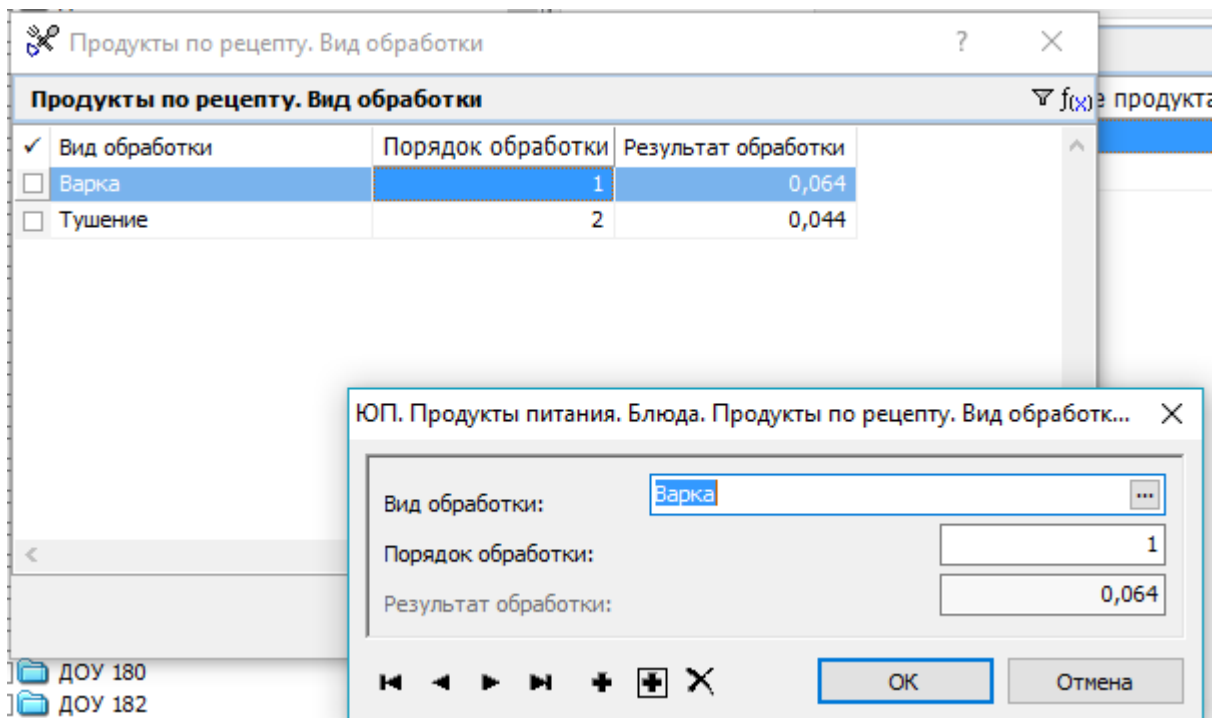 Продукты по рецепту. Вид обработки
?
Продукты по рецепту. Вид обработки
f(x)
е продукта
Вид обработки Порядок обработки Результат обработки
Варка 1 0,064
Тушение 2 0,044
ЮП. Продукты питания. Блюда. Продукты по рецепту. Вид обработк...
Вид обработки: Варка ...
Порядок обработки: 1
Результат обработки: 0,064
ОК Отмена
ДОУ 180
ДОУ 182